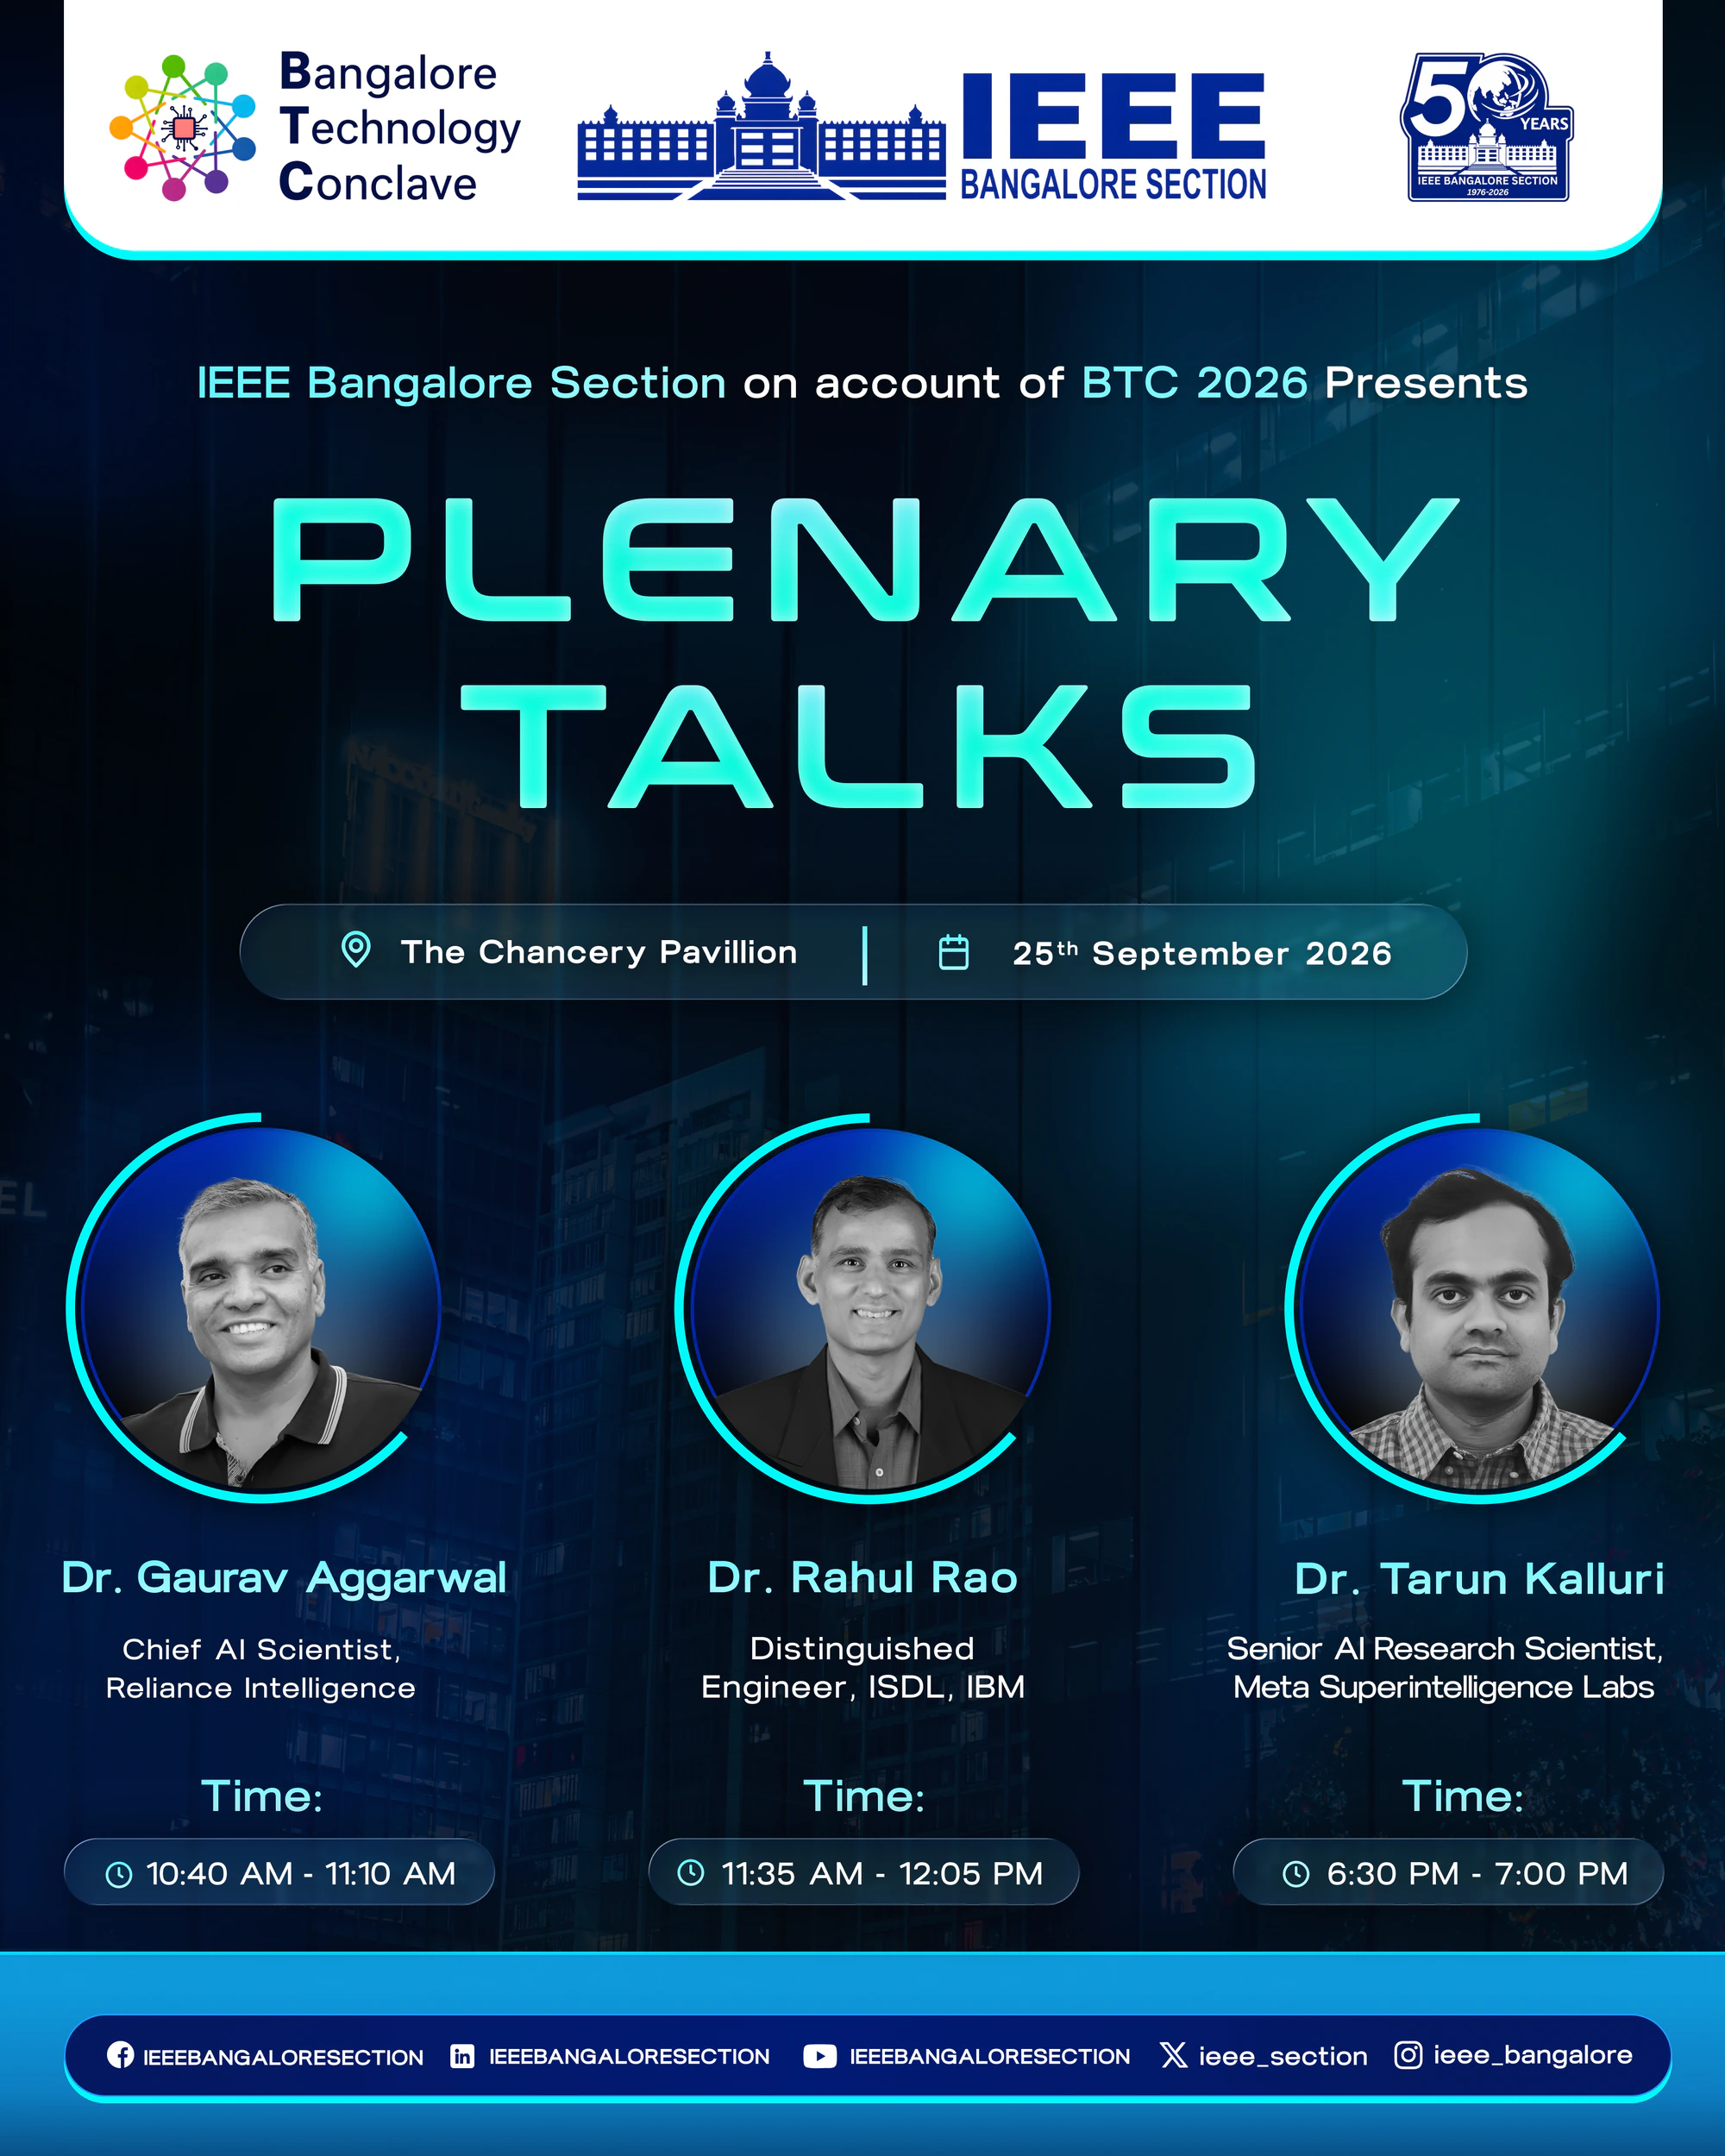 Bangalore
Technology
Conclave
IEEE
BANGALORE SECTION
50
YEARS
IEEE BANGALORE SECTION
1976-2026
IEEE Bangalore Section on account of BTC 2026 Presents
PLENARY
TALKS
The Chancery Pavillion
25th September 2026
EL
Dr. Gaurav Aggarwal
Chief AI Scientist,
Reliance Intelligence
Time:
10:40 AM - 11:10 AM
Dr. Rahul Rao
Distinguished
Engineer, ISDL, IBM
Time:
11:35 AM - 12:05 PM
Dr. Tarun Kalluri
Senior AI Research Scientist,
Meta Superintelligence Labs
Time:
6:30 PM - 7:00 PM
IEEEBANGALORESECTION
IEEEBANGALORESECTION
IEEEBANGALORESECTION
ieee_section
ieee_bangalore